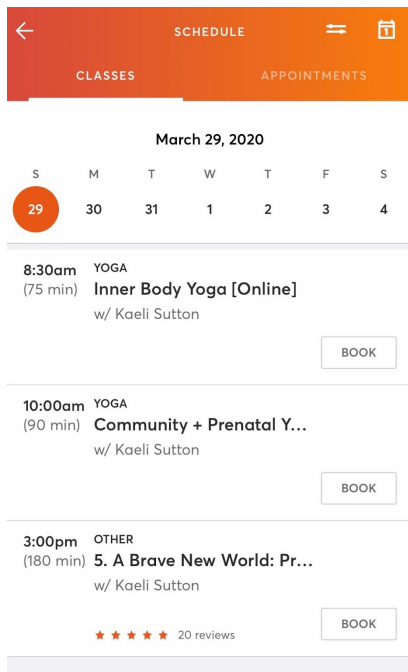 SCHEDULE
1
CLASSES APPOINTMENTS
March 29, 2020
S M T W T F S
29 30 31 1 2 3 4
8:30am YOGA
(75 min) Inner Body Yoga [Online]
w/ Kaeli Sutton
BOOK
10:00am YOGA
(90 min) Community + Prenatal Y...
w/ Kaeli Sutton
BOOK
3:00pm OTHER
(180 min) 5. A Brave New World: Pr...
w/ Kaeli Sutton
BOOK
20 reviews